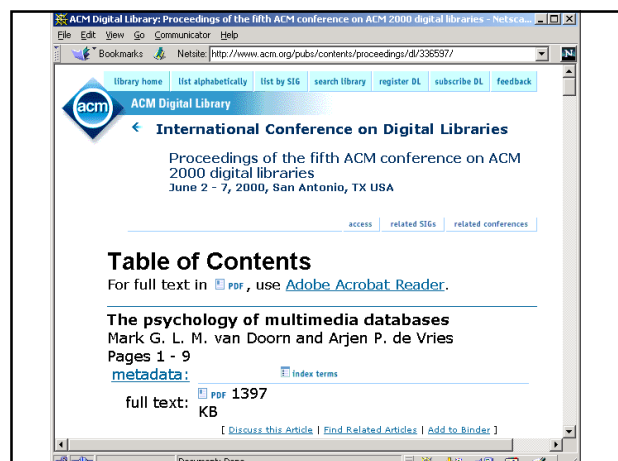 ACM Digital Library: Proceedings of the fifth ACM conference on ACM 2000 digital libraries - Netsca...
File Edit View Go Communicator Help
Bookmarks Netsite: http://www.acm.org/pubs/contents/proceedings/dl/336597/
N
library home list alphabetically list by SIG search library register DL subscribe DL feedback
acm
ACM Digital Library
International Conference on Digital Libraries
Proceedings of the fifth ACM conference on ACM
2000 digital libraries
June 2 - 7, 2000, San Antonio, TX
USA
access related SIGs related conferences
Table of Contents
For full text in PDF, use Adobe Acrobat Reader.
The psychology of multimedia databases
Mark G. L. M. van Doorn and Arjen P. de Vries
Pages 1 - 9
metadata: index terms
full text: PDF 1397
KB
[ Discuss this Article | Find Related Articles | Add to Binder ]
Document: Done